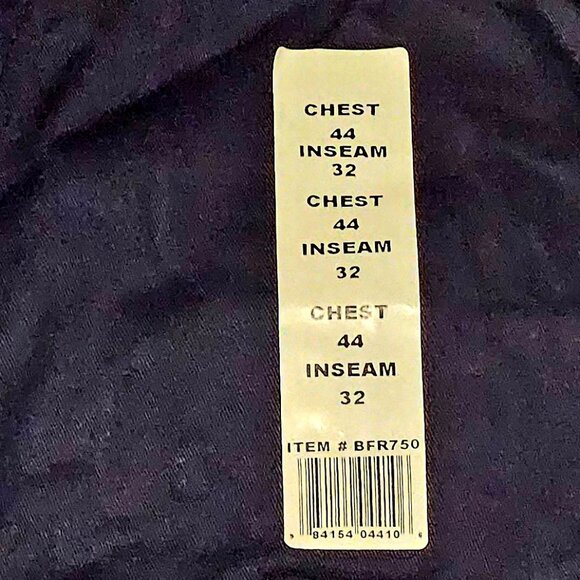 CHEST
44
INSEAM
32
CHEST
44
INSEAM
32
CHEST
44
INSEAM
32
ITEM # BFR750
84154 04410